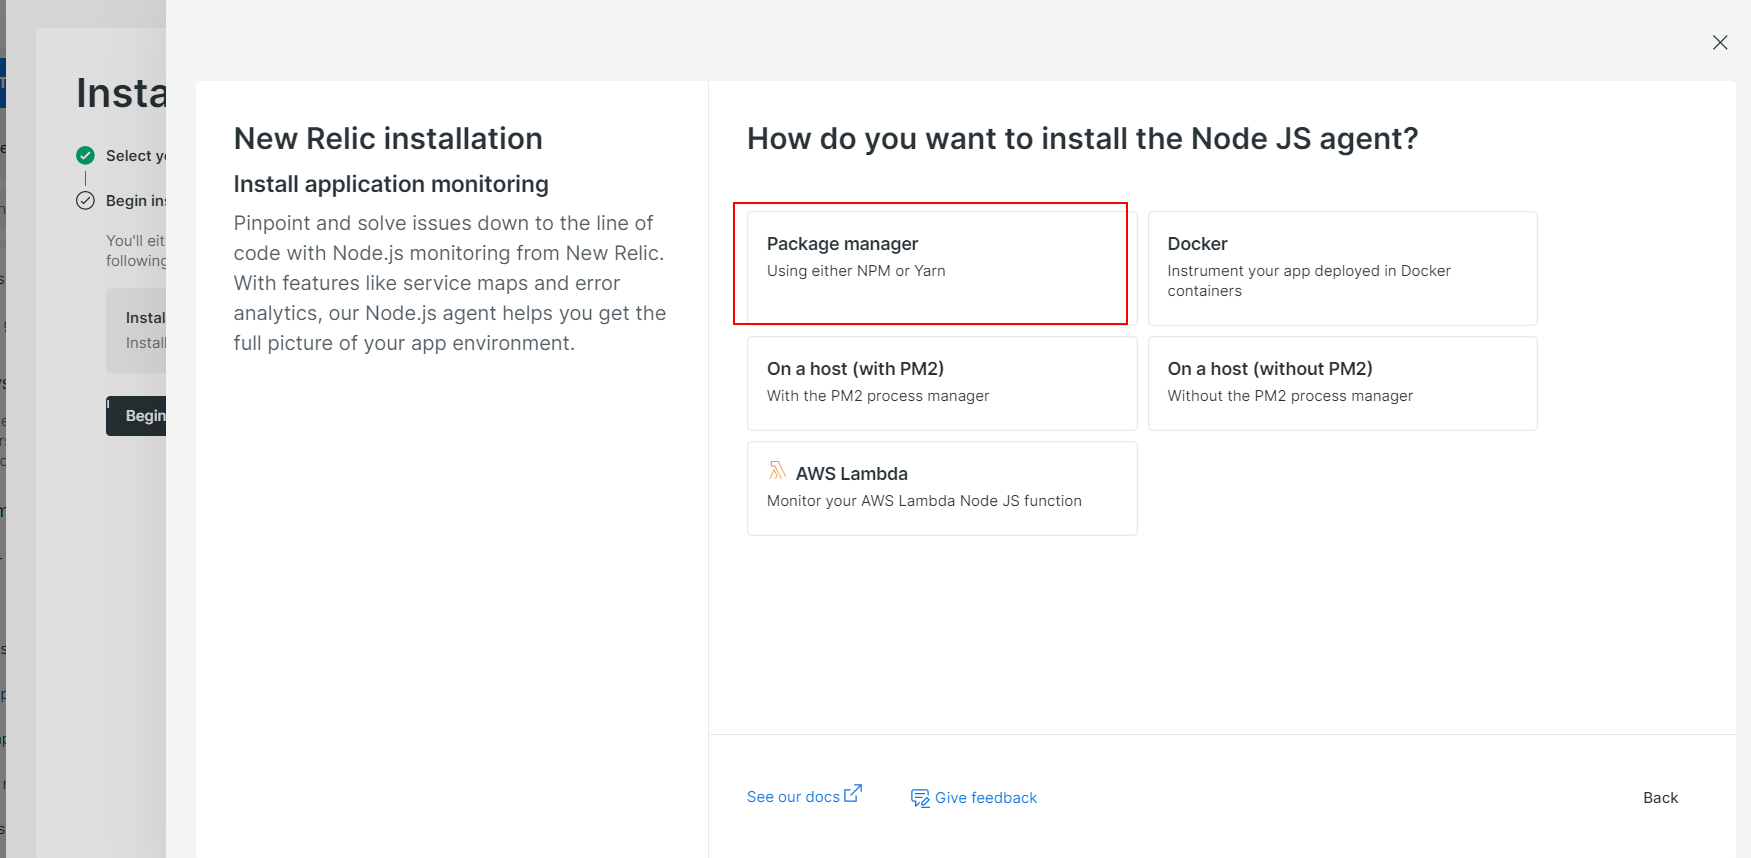 Insta
Select y
Begin ins
You'll eit
following
Instal
Install
Begin
New Relic installation
Install application monitoring
Pinpoint and solve issues down to the line of
code with Node.js monitoring from New Relic.
With features like service maps and error
analytics, our Node.js agent helps you get the
full picture of your app environment.
How do you want to install the Node JS agent?
Package manager
Using either NPM or Yarn
Docker
Instrument your app deployed in Docker
containers
On a host (with PM2)
With the PM2 process manager
On a host (without PM2)
Without the PM2 process manager
AWS Lambda
Monitor your AWS Lambda Node JS function
See our docs
Give feedback
Back